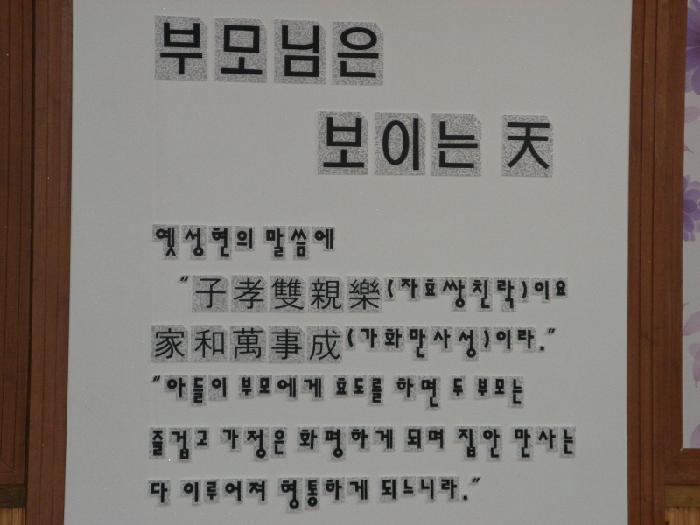 부모님은
보이는 天
옛성현의 말씀에
"子孝雙親樂(자효쌍친락)이요
家和萬事成(가화만사성)이라."
"아들이 부모에게 효도를 하면 두 부모는
즐겁고 가정은 화평하게 되며 집안 만사는
다 이루어져 형통하게 되느니라."